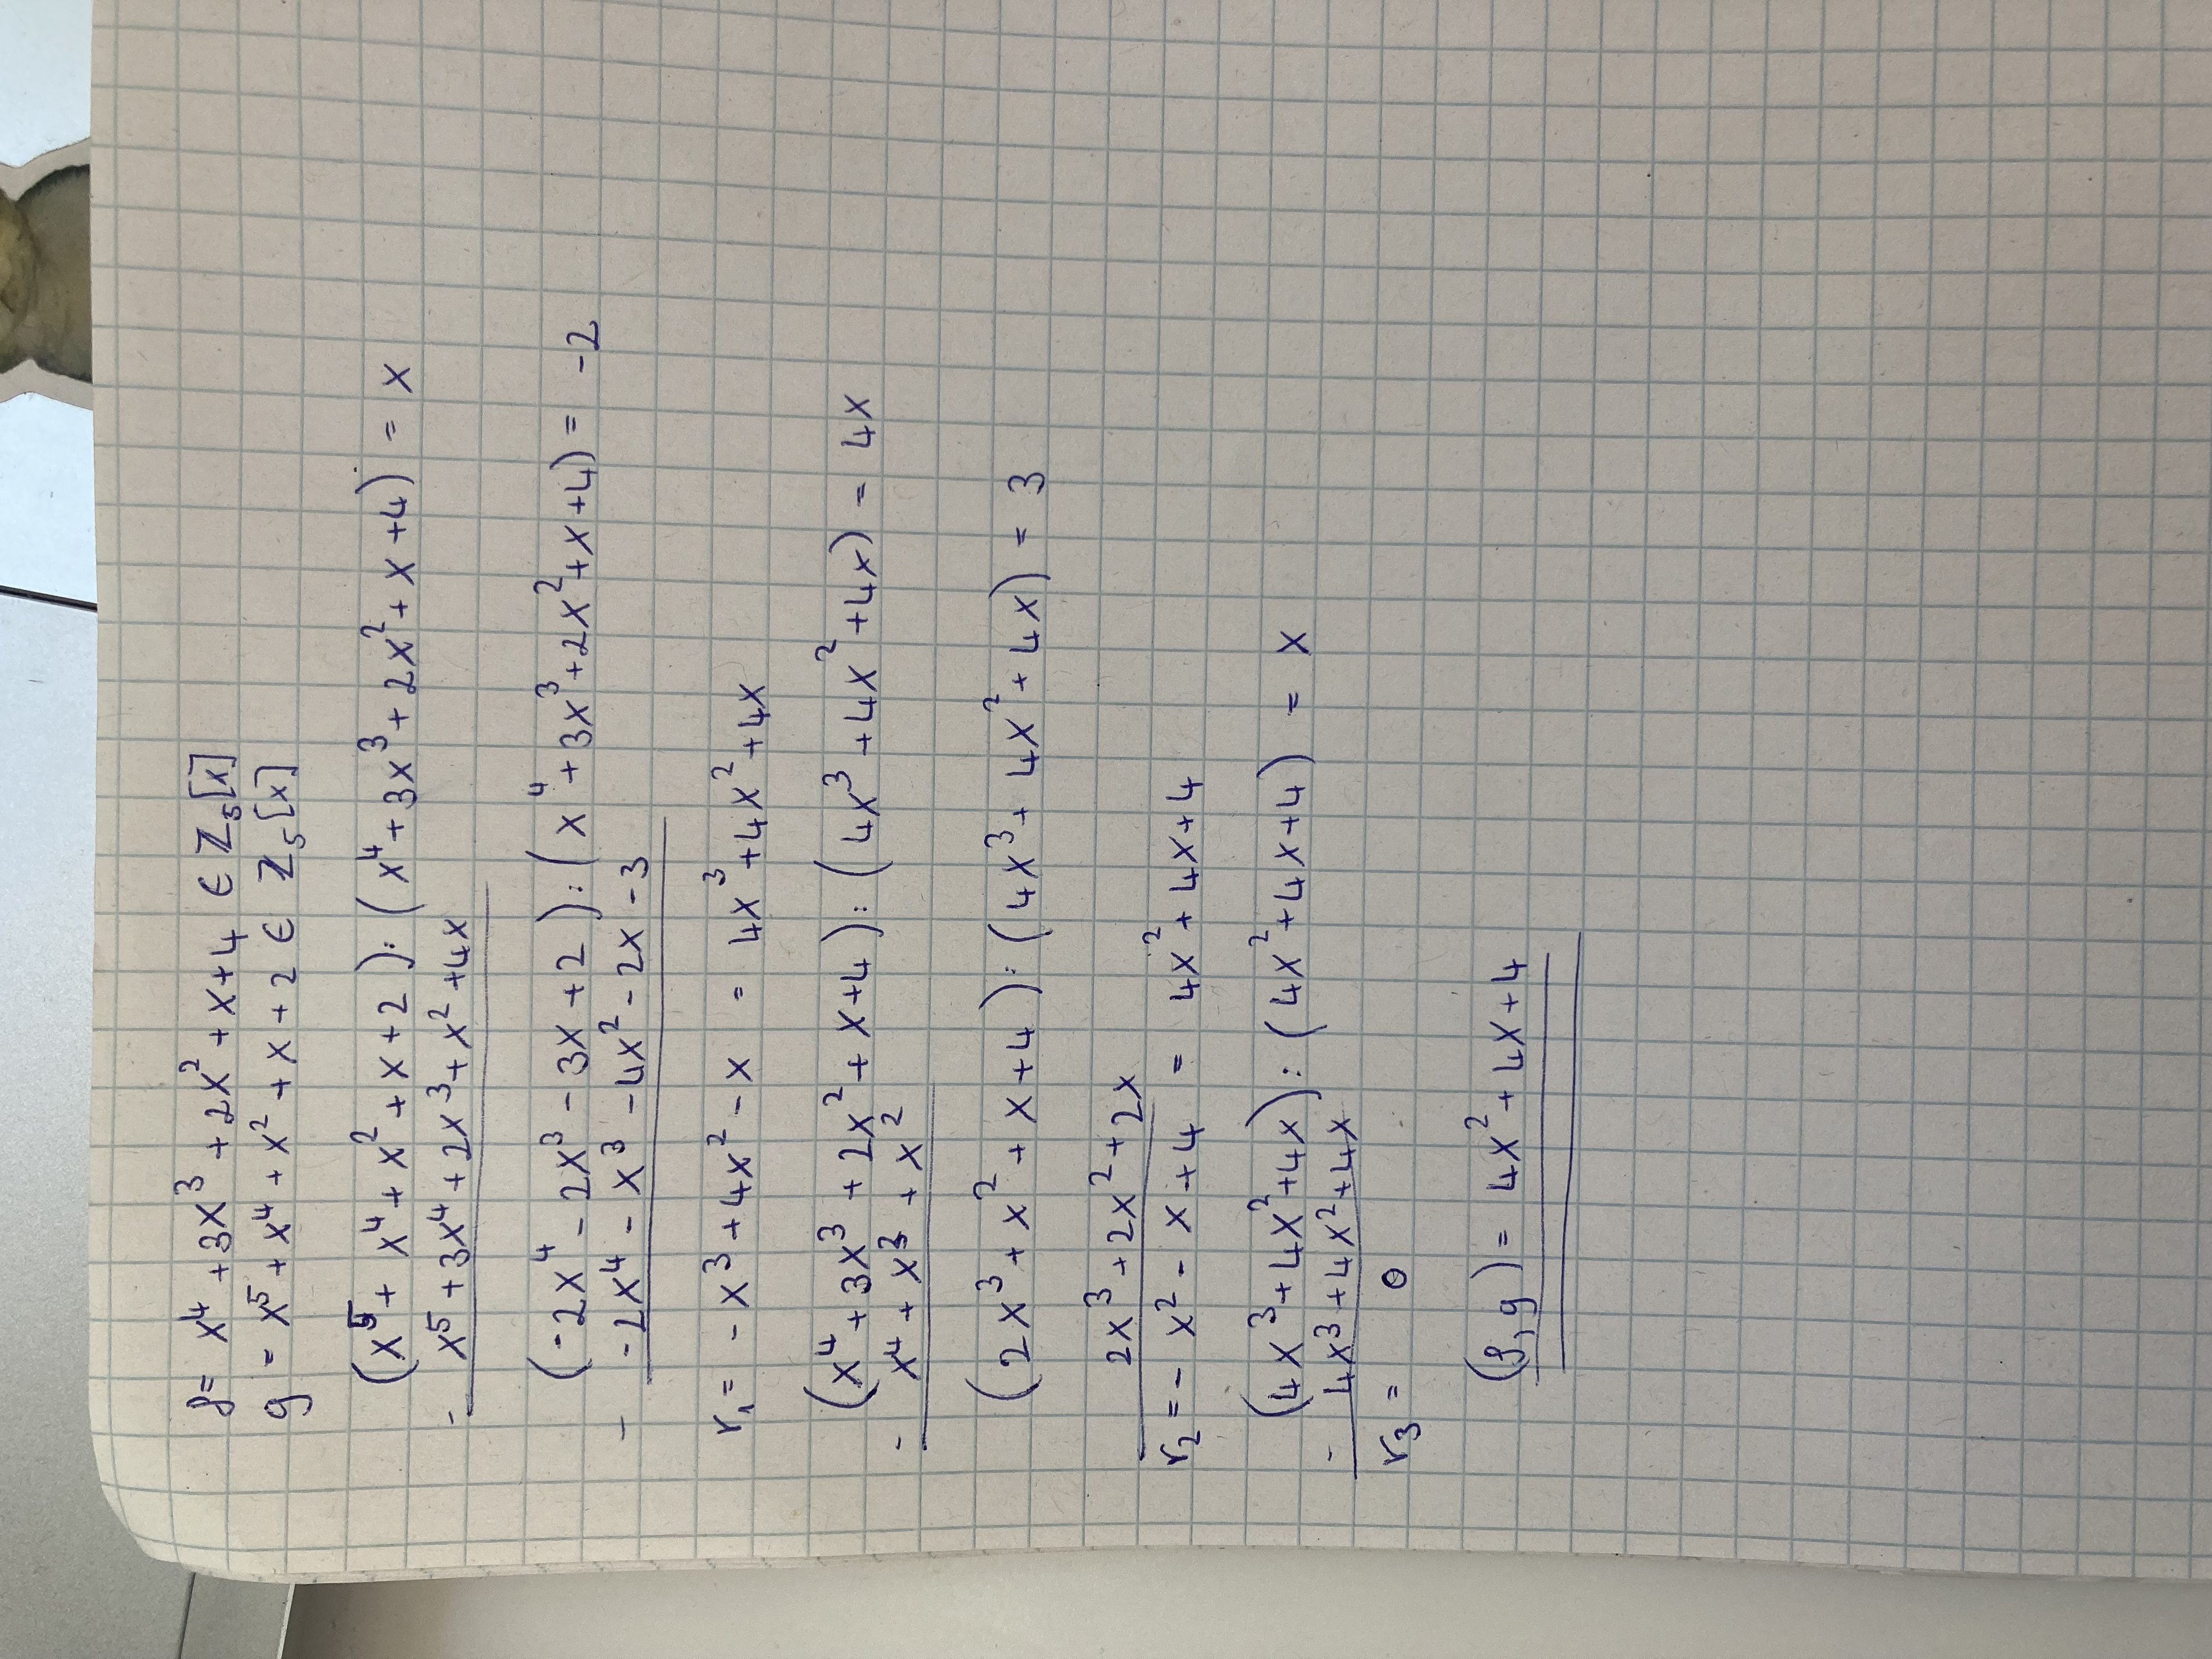 f = x⁴ + 3x³ + 2x² + x + 4 ∈ ℤ₅[x]
g = x⁵ + x⁴ + x² + x + 2 ∈ ℤ₅[x]
(x⁵ + x⁴ + x² + x + 2) : (x⁴ + 3x³ + 2x² + x + 4) = x
- x⁵ + 3x⁴ + 2x³ + x² + 4x
(-2x⁴ - 2x³ - 3x + 2) : (x⁴ + 3x³ + 2x² + x + 4) = -2
- -2x⁴ - x³ - 4x² - 2x - 3
r₁ = -x³ + 4x² - x = 4x³ + 4x² + 4x
(x⁴ + 3x³ + 2x² + x + 4) : (4x³ + 4x² + 4x) = 4x
- x⁴ + x³ + x²
(2x³ + x² + x + 4) : (4x³ + 4x² + 4x) = 3
2x³ + 2x² + 2x
r₂ = -x² - x + 4 = 4x² + 4x + 4
(4x³ + 4x² + 4x) : (4x² + 4x + 4) = x
- 4x³ + 4x² + 4x
r₃ = 0
(f, g) = 4x² + 4x + 4